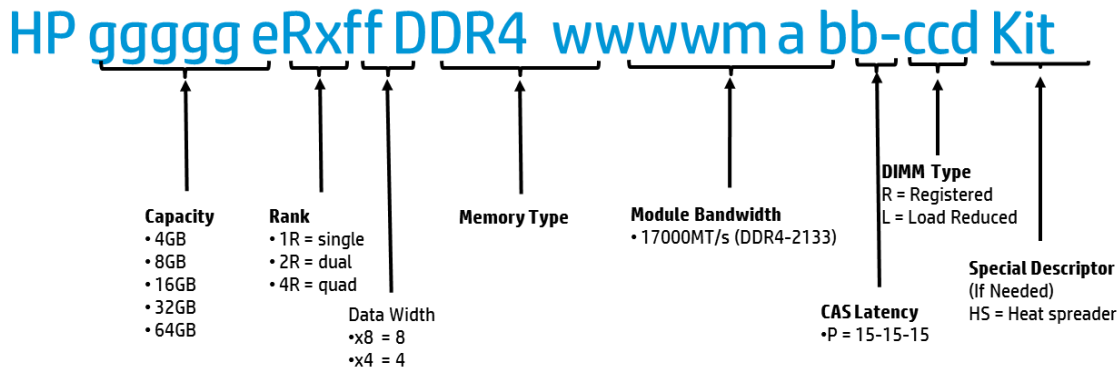 HP ggggg eRxff DDR4 wwwwm a bb-ccd Kit
Capacity
• 4GB
• 8GB
• 16GB
• 32GB
• 64GB
Rank
• 1R = single
• 2R = dual
• 4R = quad
Data Width
•x8 = 8
•x4 = 4
Memory Type
Module Bandwidth
• 17000MT/s (DDR4-2133)
CAS Latency
•P = 15-15-15
DIMM Type
R = Registered
L = Load Reduced
Special Descriptor
(If Needed)
HS = Heat spreader